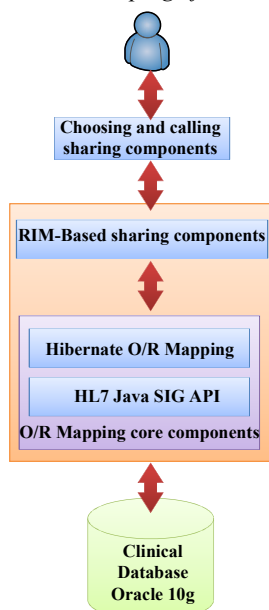 Choosing and calling
sharing components
RIM-Based sharing components
Hibernate O/R Mapping
HL7 Java SIG API
O/R Mapping core components
Clinical
Database
Oracle 10g